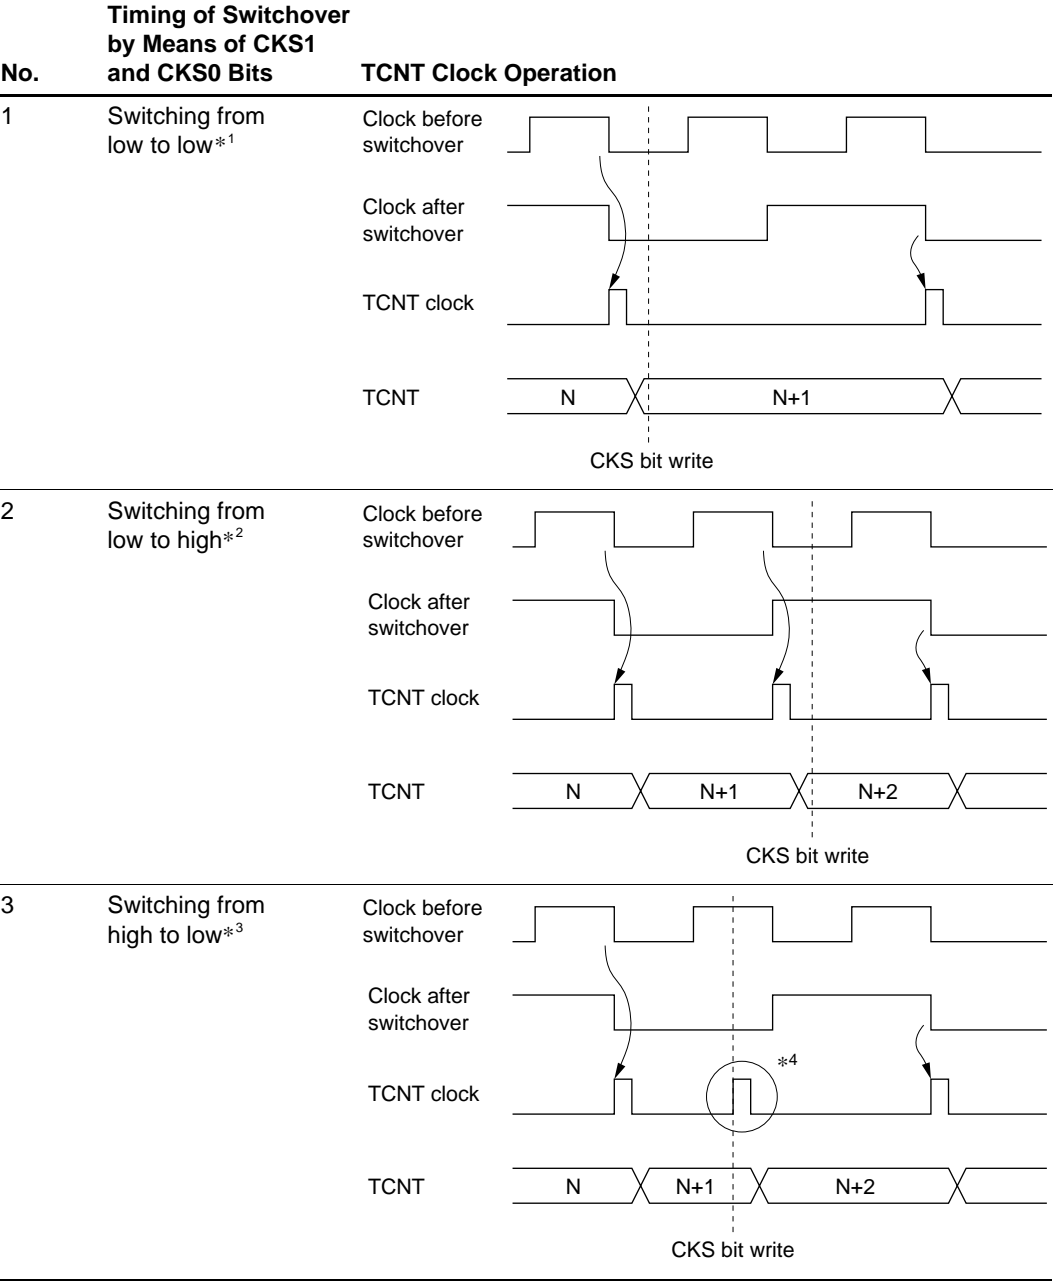 No.
Timing of Switchover
by Means of CKS1
and CKS0 Bits
TCNT Clock Operation
1
Switching from
low to low*1
Clock before
switchover
Clock after
switchover
TCNT clock
TCNT
N
N+1
CKS bit write
2
Switching from
low to high*2
Clock before
switchover
Clock after
switchover
TCNT clock
TCNT
N
N+1
N+2
CKS bit write
3
Switching from
high to low*3
Clock before
switchover
Clock after
switchover
*4
TCNT clock
TCNT
N
N+1
N+2
CKS bit write